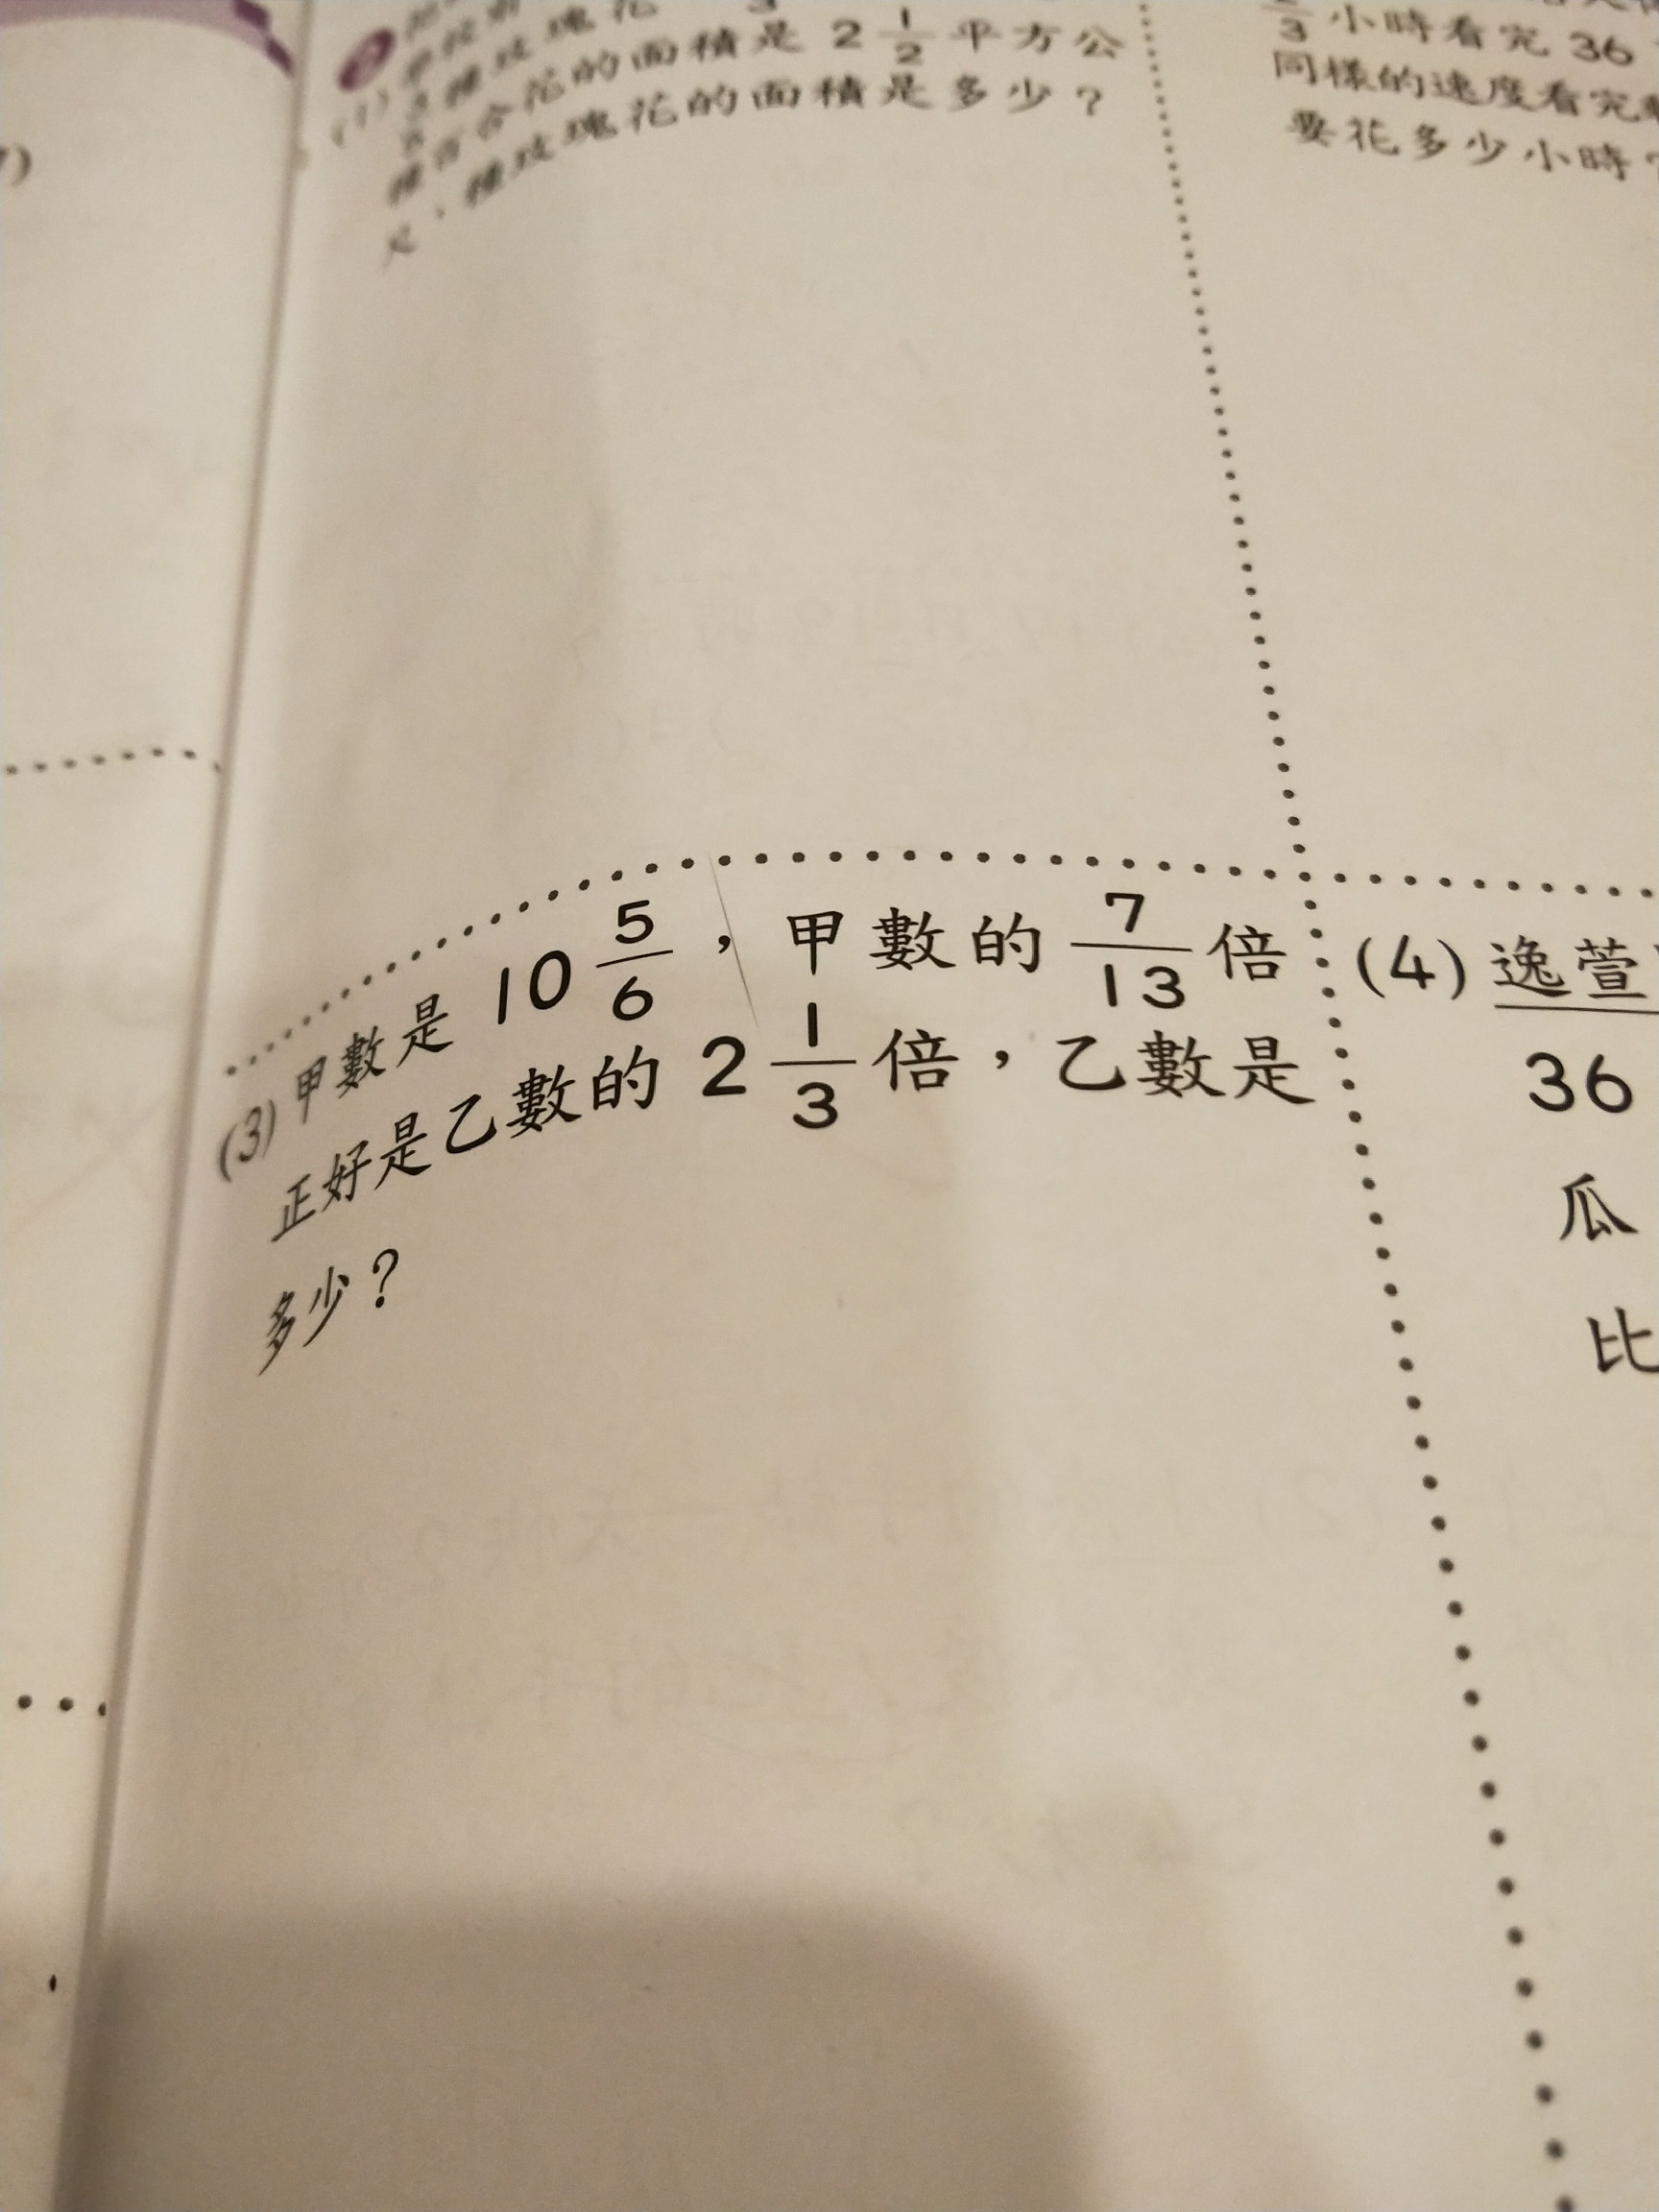 種百合花的面積是 2 1/2 平方公
種玫瑰花的面積是多少？
3 小時看完 36
同樣的速度看完
要花多少小時
(3) 甲數是 10 5/6，甲數的 7/13 倍
正好是乙數的 2 1/3 倍，乙數是
多少？
(4) 逸萱
36
瓜
比